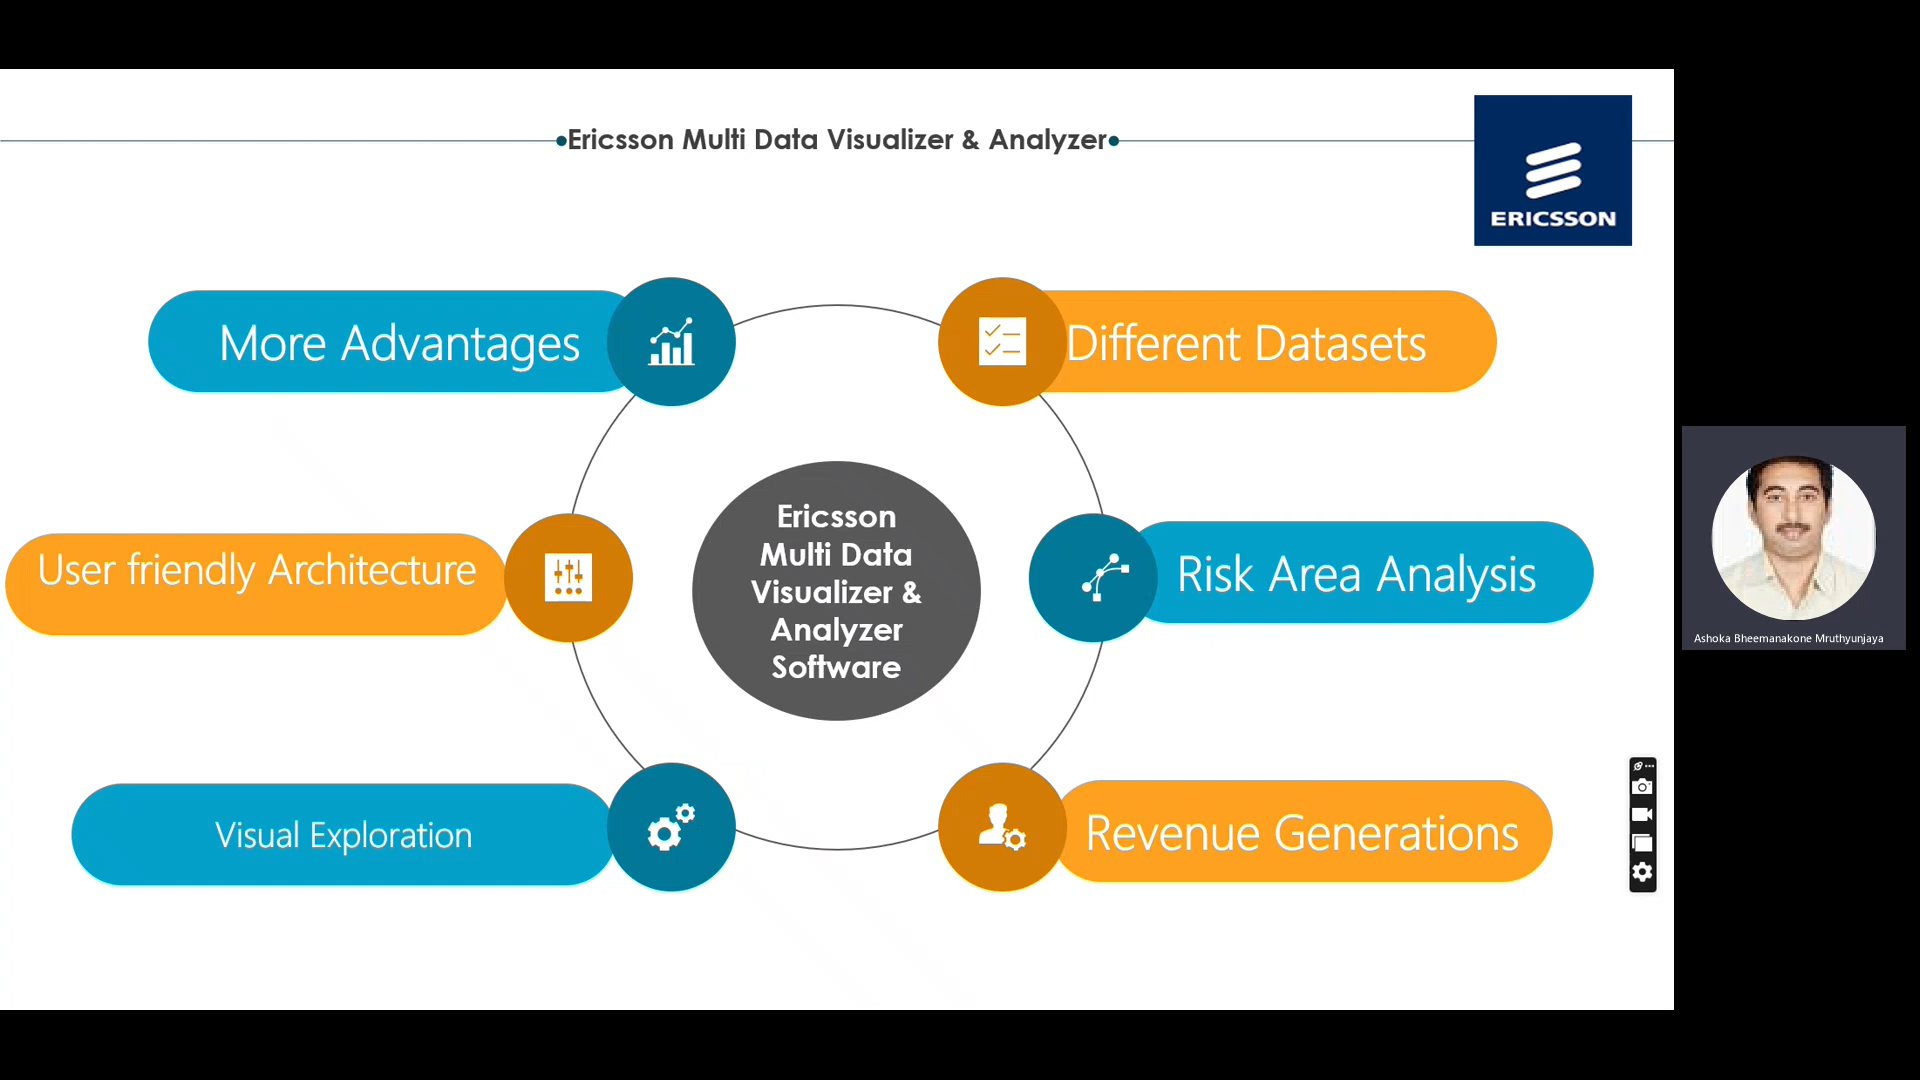 Ericsson Multi Data Visualizer & Analyzer
ERICSSON
More Advantages
Different Datasets
User friendly Architecture
Ericsson
Multi Data
Visualizer &
Analyzer
Software
Risk Area Analysis
Visual Exploration
Revenue Generations
Ashoka Bheemanakone Mruthyunjaya